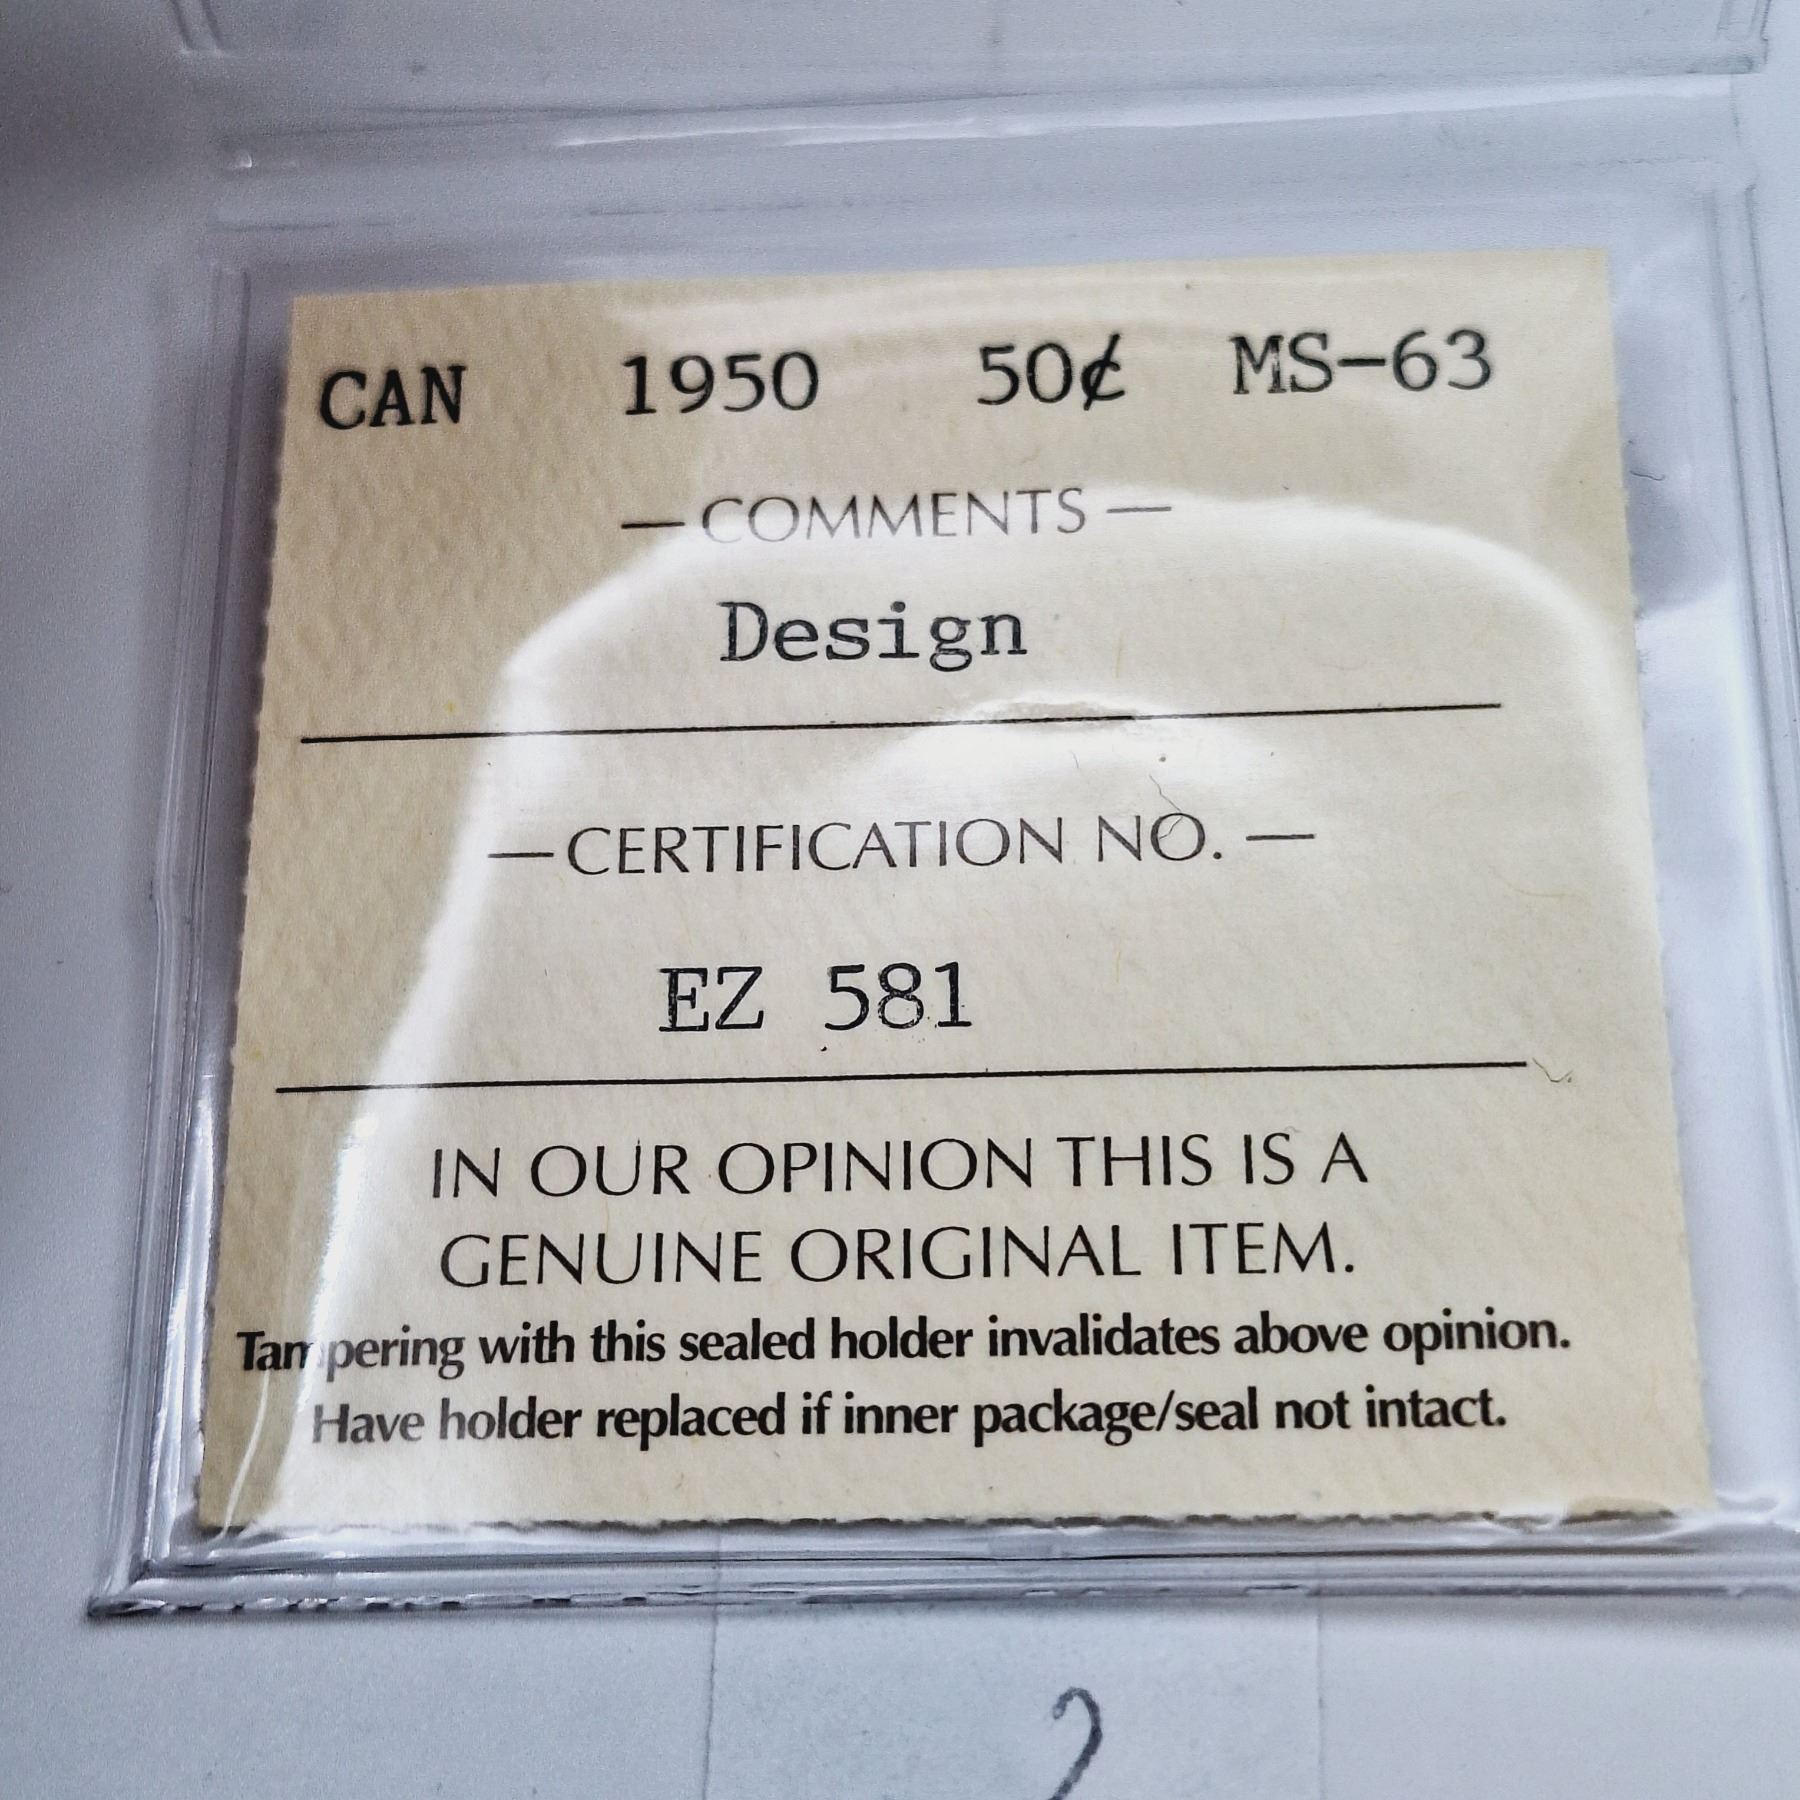 CAN 1950 50¢ MS-63
— COMMENTS —
Design
— CERTIFICATION NO. —
EZ 581
IN OUR OPINION THIS IS A
GENUINE ORIGINAL ITEM.
Tampering with this sealed holder invalidates above opinion.
Have holder replaced if inner package/seal not intact.